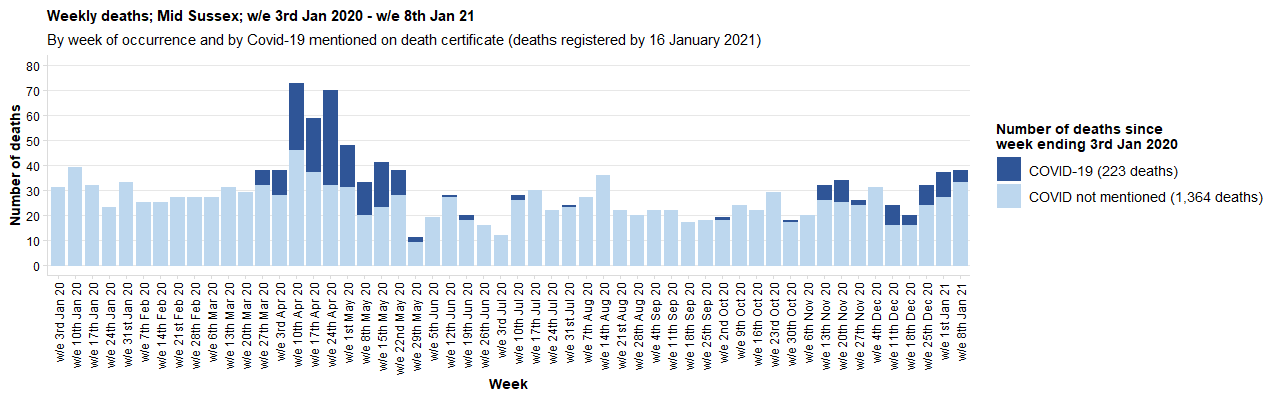 Weekly deaths; Mid Sussex; w/e 3rd Jan 2020 - w/e 8th Jan 21
By week of occurrence and by Covid-19 mentioned on death certificate (deaths registered by 16 January 2021)
Number of deaths
80
70
60
50
40
30
20
10
0
w/e 3rd Jan 20
w/e 10th Jan 20
w/e 17th Jan 20
w/e 24th Jan 20
w/e 31st Jan 20
w/e 7th Feb 20
w/e 14th Feb 20
w/e 21st Feb 20
w/e 28th Feb 20
w/e 6th Mar 20
w/e 13th Mar 20
w/e 20th Mar 20
w/e 27th Mar 20
w/e 3rd Apr 20
w/e 10th Apr 20
w/e 17th Apr 20
w/e 24th Apr 20
w/e 1st May 20
w/e 8th May 20
w/e 15th May 20
w/e 22nd May 20
w/e 29th May 20
w/e 5th Jun 20
w/e 12th Jun 20
w/e 19th Jun 20
w/e 26th Jun 20
w/e 3rd Jul 20
w/e 10th Jul 20
w/e 17th Jul 20
w/e 24th Jul 20
w/e 31st Jul 20
w/e 7th Aug 20
w/e 14th Aug 20
w/e 21st Aug 20
w/e 28th Aug 20
w/e 4th Sep 20
w/e 11th Sep 20
w/e 18th Sep 20
w/e 25th Sep 20
w/e 2nd Oct 20
w/e 9th Oct 20
w/e 16th Oct 20
w/e 23rd Oct 20
w/e 30th Oct 20
w/e 6th Nov 20
w/e 13th Nov 20
w/e 20th Nov 20
w/e 27th Nov 20
w/e 4th Dec 20
w/e 11th Dec 20
w/e 18th Dec 20
w/e 25th Dec 20
w/e 1st Jan 21
w/e 8th Jan 21
Week
Number of deaths since
week ending 3rd Jan 2020
COVID-19 (223 deaths)
COVID not mentioned (1,364 deaths)